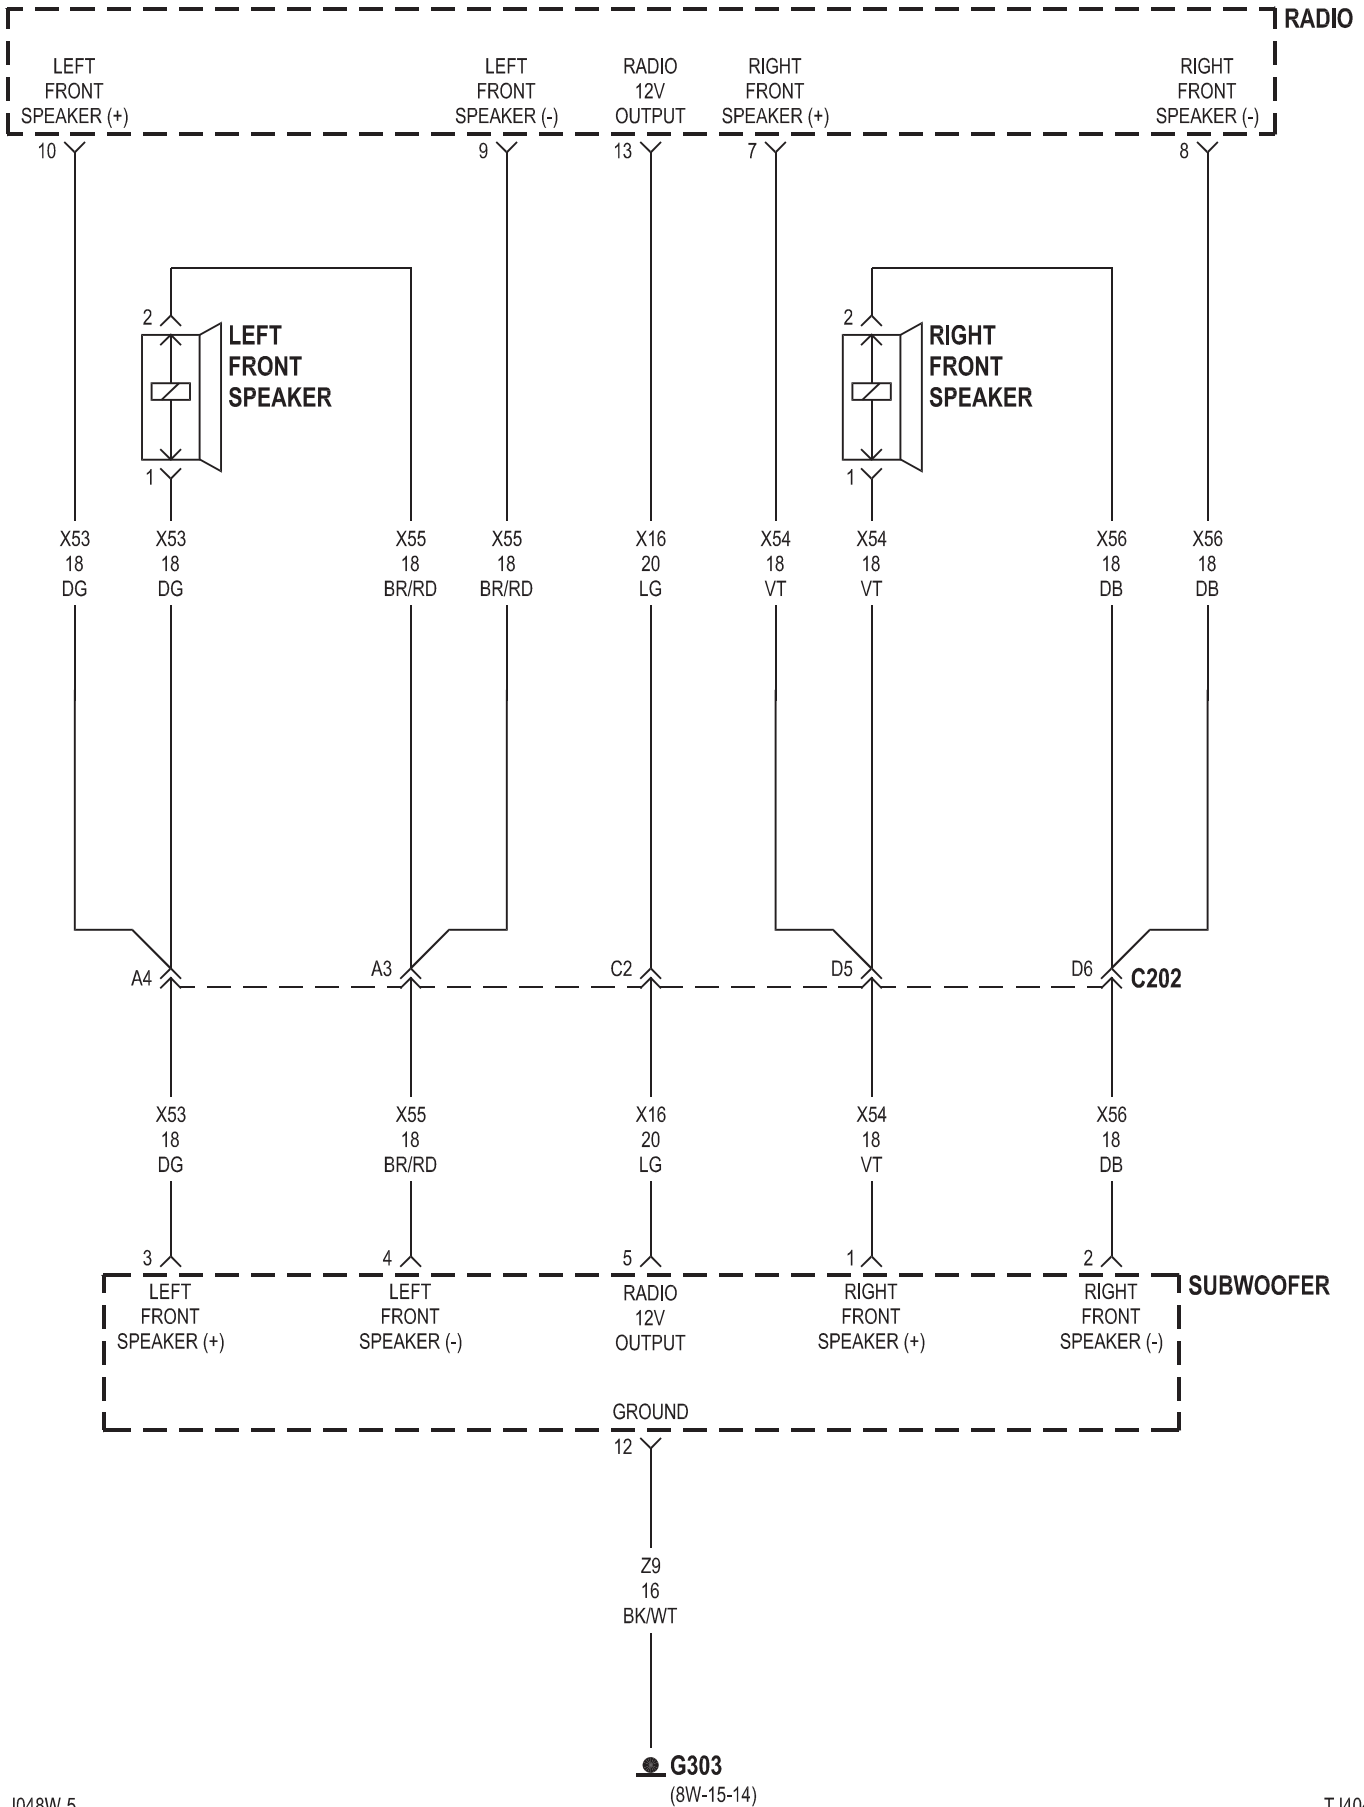 RADIO
LEFT
FRONT
SPEAKER (+)
LEFT
FRONT
SPEAKER (-)
RADIO
12V
OUTPUT
RIGHT
FRONT
SPEAKER (+)
RIGHT
FRONT
SPEAKER (-)
10
9
13
7
8
2
LEFT
FRONT
SPEAKER
1
2
RIGHT
FRONT
SPEAKER
1
X53
18
DG
X53
18
DG
X55
18
BR/RD
X55
18
BR/RD
X16
20
LG
X54
18
VT
X54
18
VT
X56
18
DB
X56
18
DB
A4
A3
C2
D5
D6
C202
X53
18
DG
X55
18
BR/RD
X16
20
LG
X54
18
VT
X56
18
DB
3
4
5
1
2
SUBWOOFER
LEFT
FRONT
SPEAKER (+)
LEFT
FRONT
SPEAKER (-)
RADIO
12V
OUTPUT
RIGHT
FRONT
SPEAKER (+)
RIGHT
FRONT
SPEAKER (-)
GROUND
12
Z9
16
BK/WT
G303
(8W-15-14)